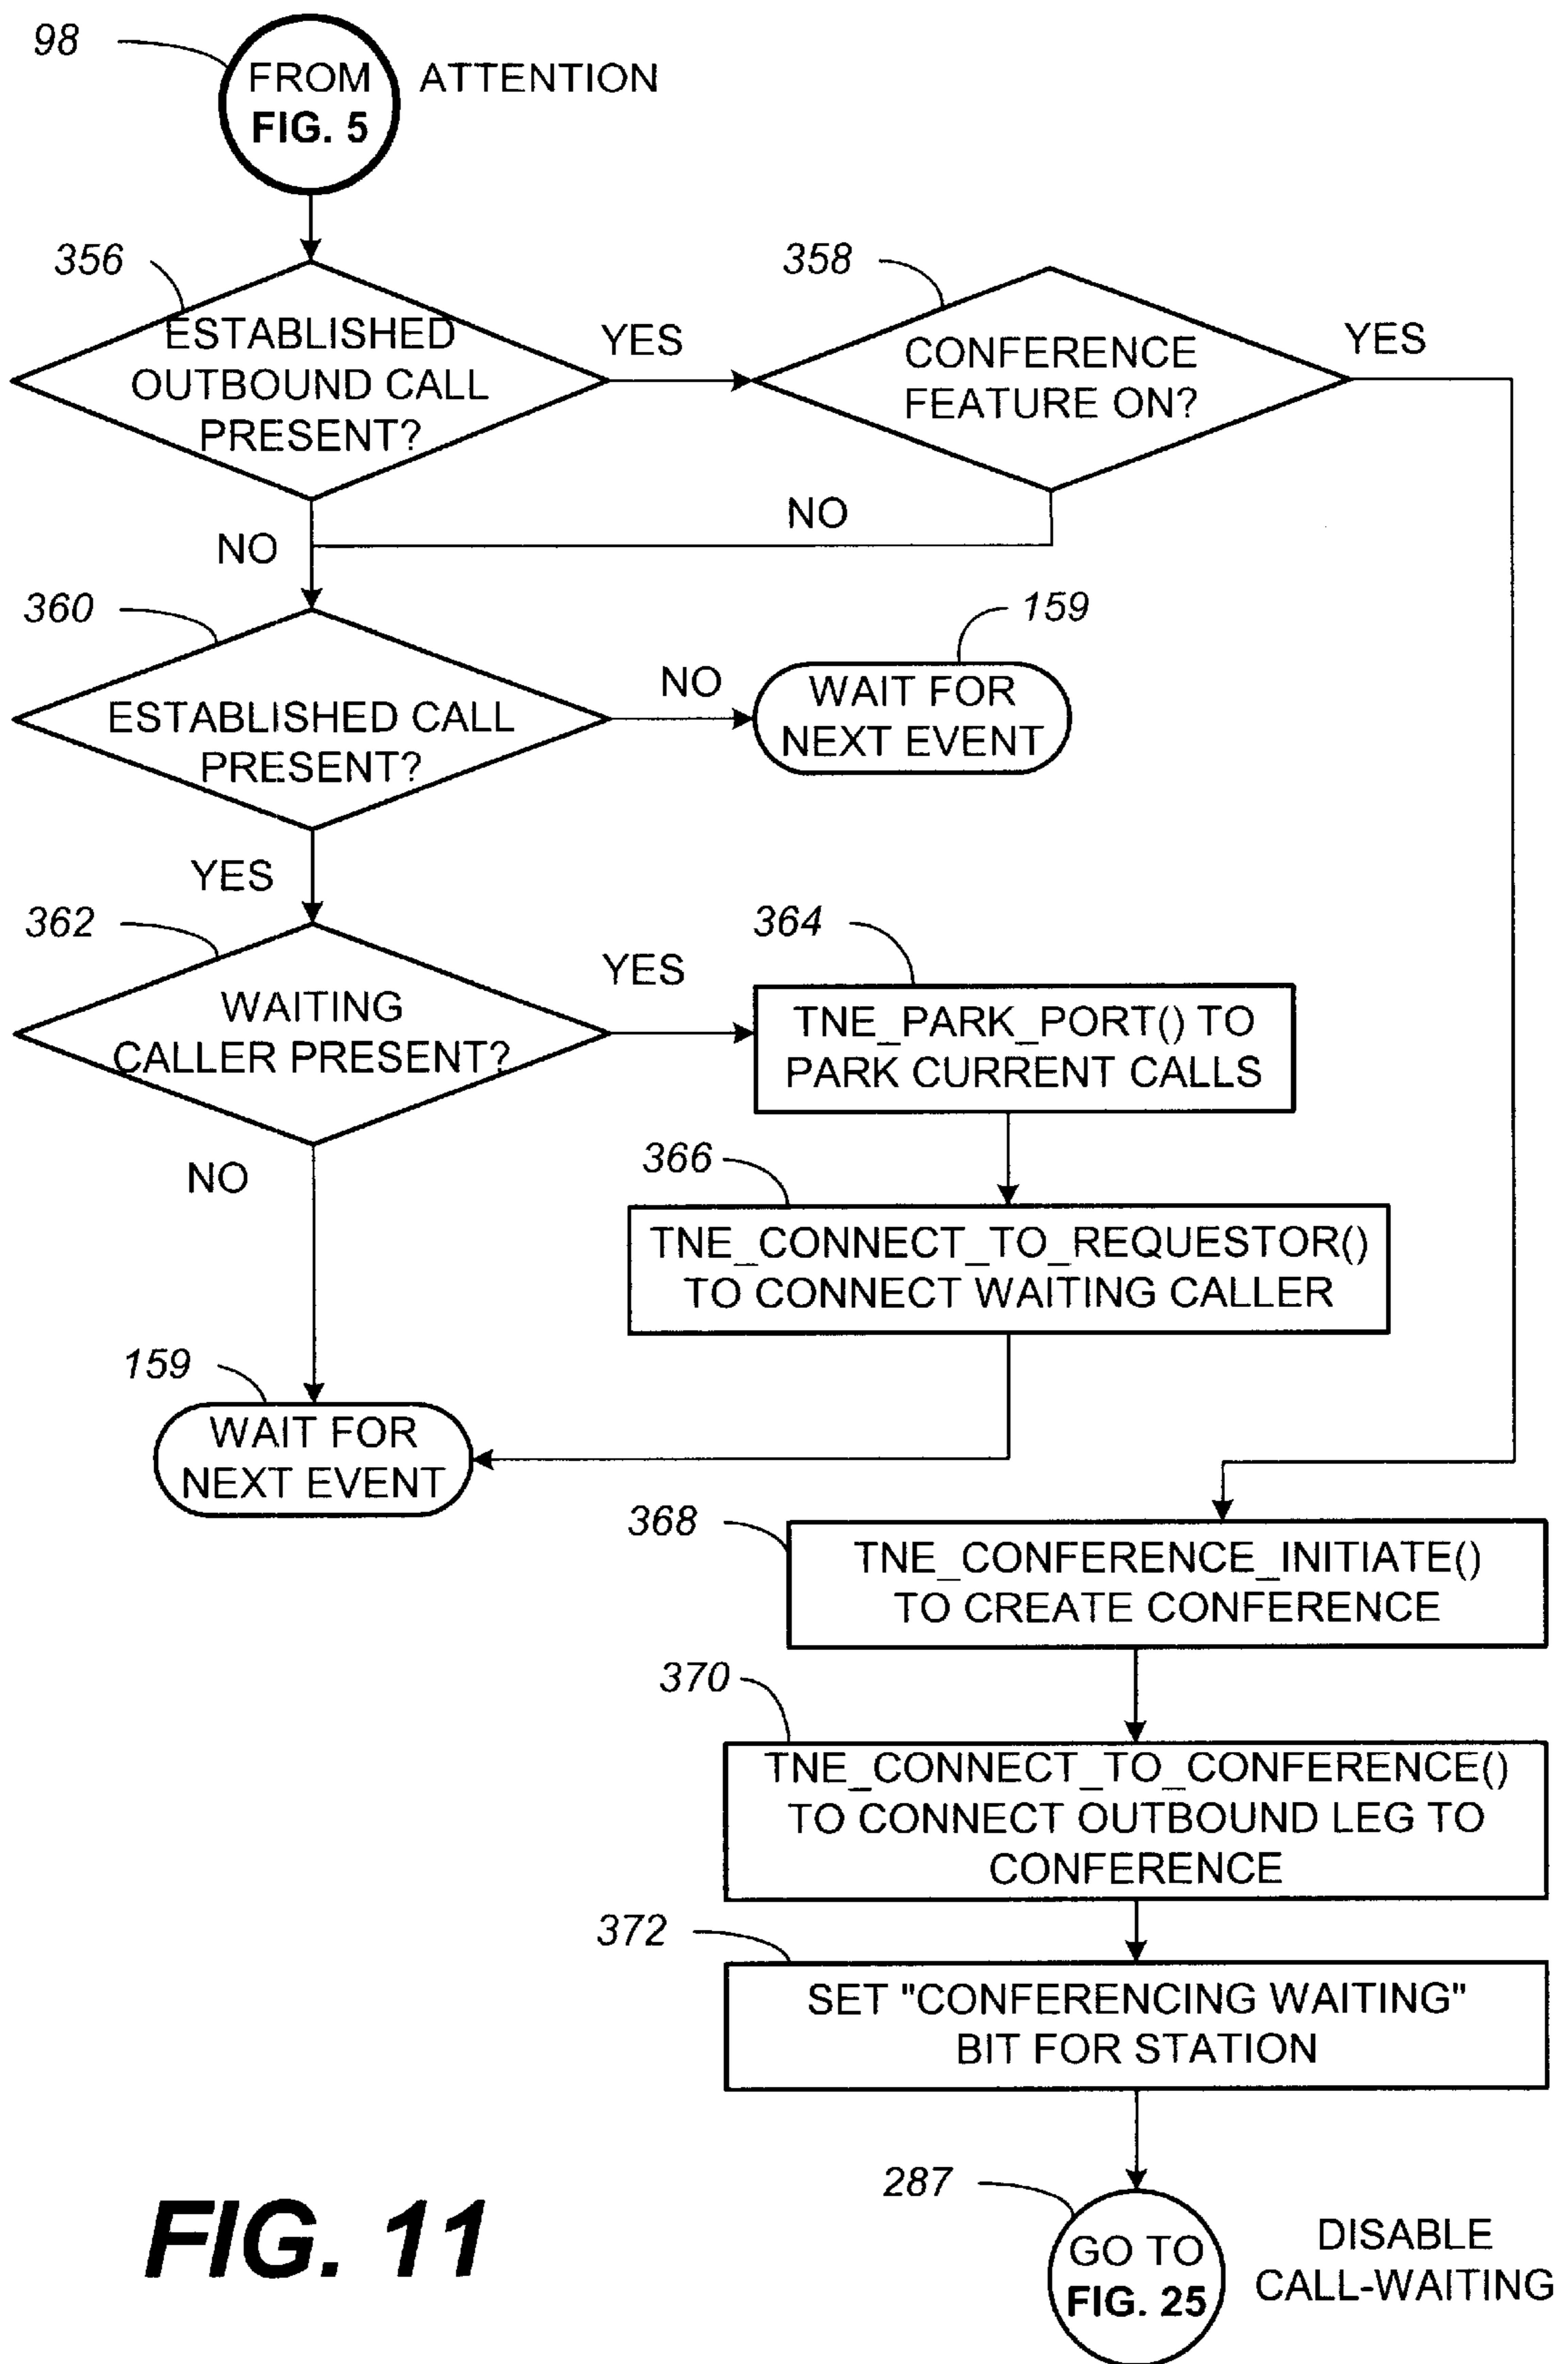 98
FROM
FIG. 5
ATTENTION
356
ESTABLISHED
OUTBOUND CALL
PRESENT?
YES
358
CONFERENCE
FEATURE ON?
YES
NO
NO
360
ESTABLISHED CALL
PRESENT?
NO
159
WAIT FOR
NEXT EVENT
YES
362
WAITING
CALLER PRESENT?
YES
364
TNE_PARK_PORT() TO
PARK CURRENT CALLS
366
TNE_CONNECT_TO_REQUESTOR()
TO CONNECT WAITING CALLER
NO
159
WAIT FOR
NEXT EVENT
368
TNE_CONFERENCE_INITIATE()
TO CREATE CONFERENCE
370
TNE_CONNECT_TO_CONFERENCE()
TO CONNECT OUTBOUND LEG TO
CONFERENCE
372
SET "CONFERENCING WAITING"
BIT FOR STATION
287
GO TO
FIG. 25
DISABLE
CALL-WAITING
FIG. 11